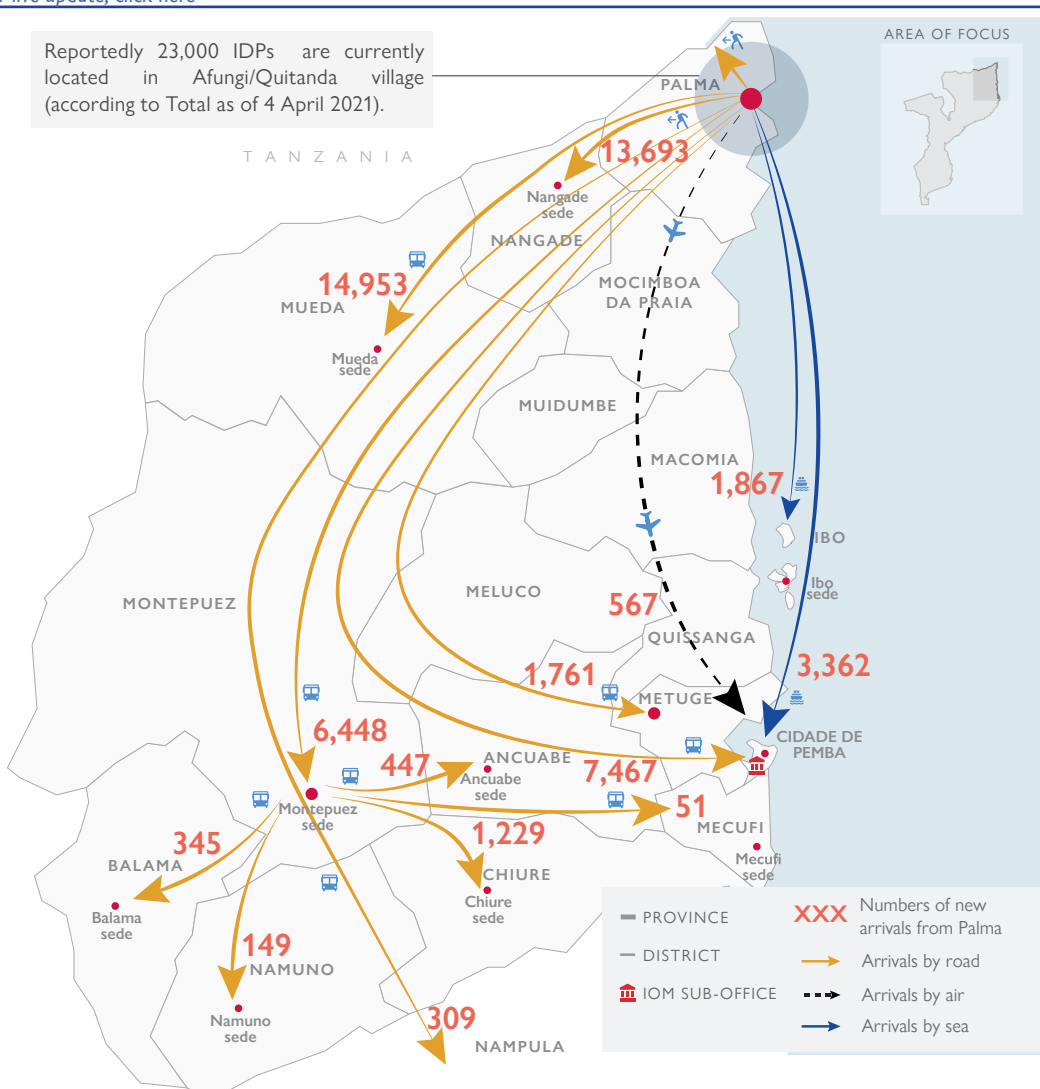 Reportedly 23,000 IDPs are currently
located in Afungi/Quitanda village
(according to Total as of 4 April 2021).
AREA OF FOCUS
PALMA
TANZANIA
13,693
Nangade
sede
NANGADE
14,953
MUEDA
MOCIMBOA
DA PRAIA
Mueda
sede
MUIDUMBE
MACOMIA
1,867
IBO
Ibo
sede
MONTEPUEZ
MELUCO
567
QUISSANGA
3,362
1,761
METUGE
6,448
CIDADE DE
PEMBA
447
ANCUABE
Ancuabe
sede
7,467
51
Montepuez
sede
MECUFI
Mecufi
sede
345
BALAMA
Balama
sede
1,229
CHIURE
Chiure
sede
149
NAMUNO
Namuno
sede
309
NAMPULA
PROVINCE
DISTRICT
IOM SUB-OFFICE
XXX
Numbers of new
arrivals from Palma
Arrivals by road
Arrivals by air
Arrivals by sea